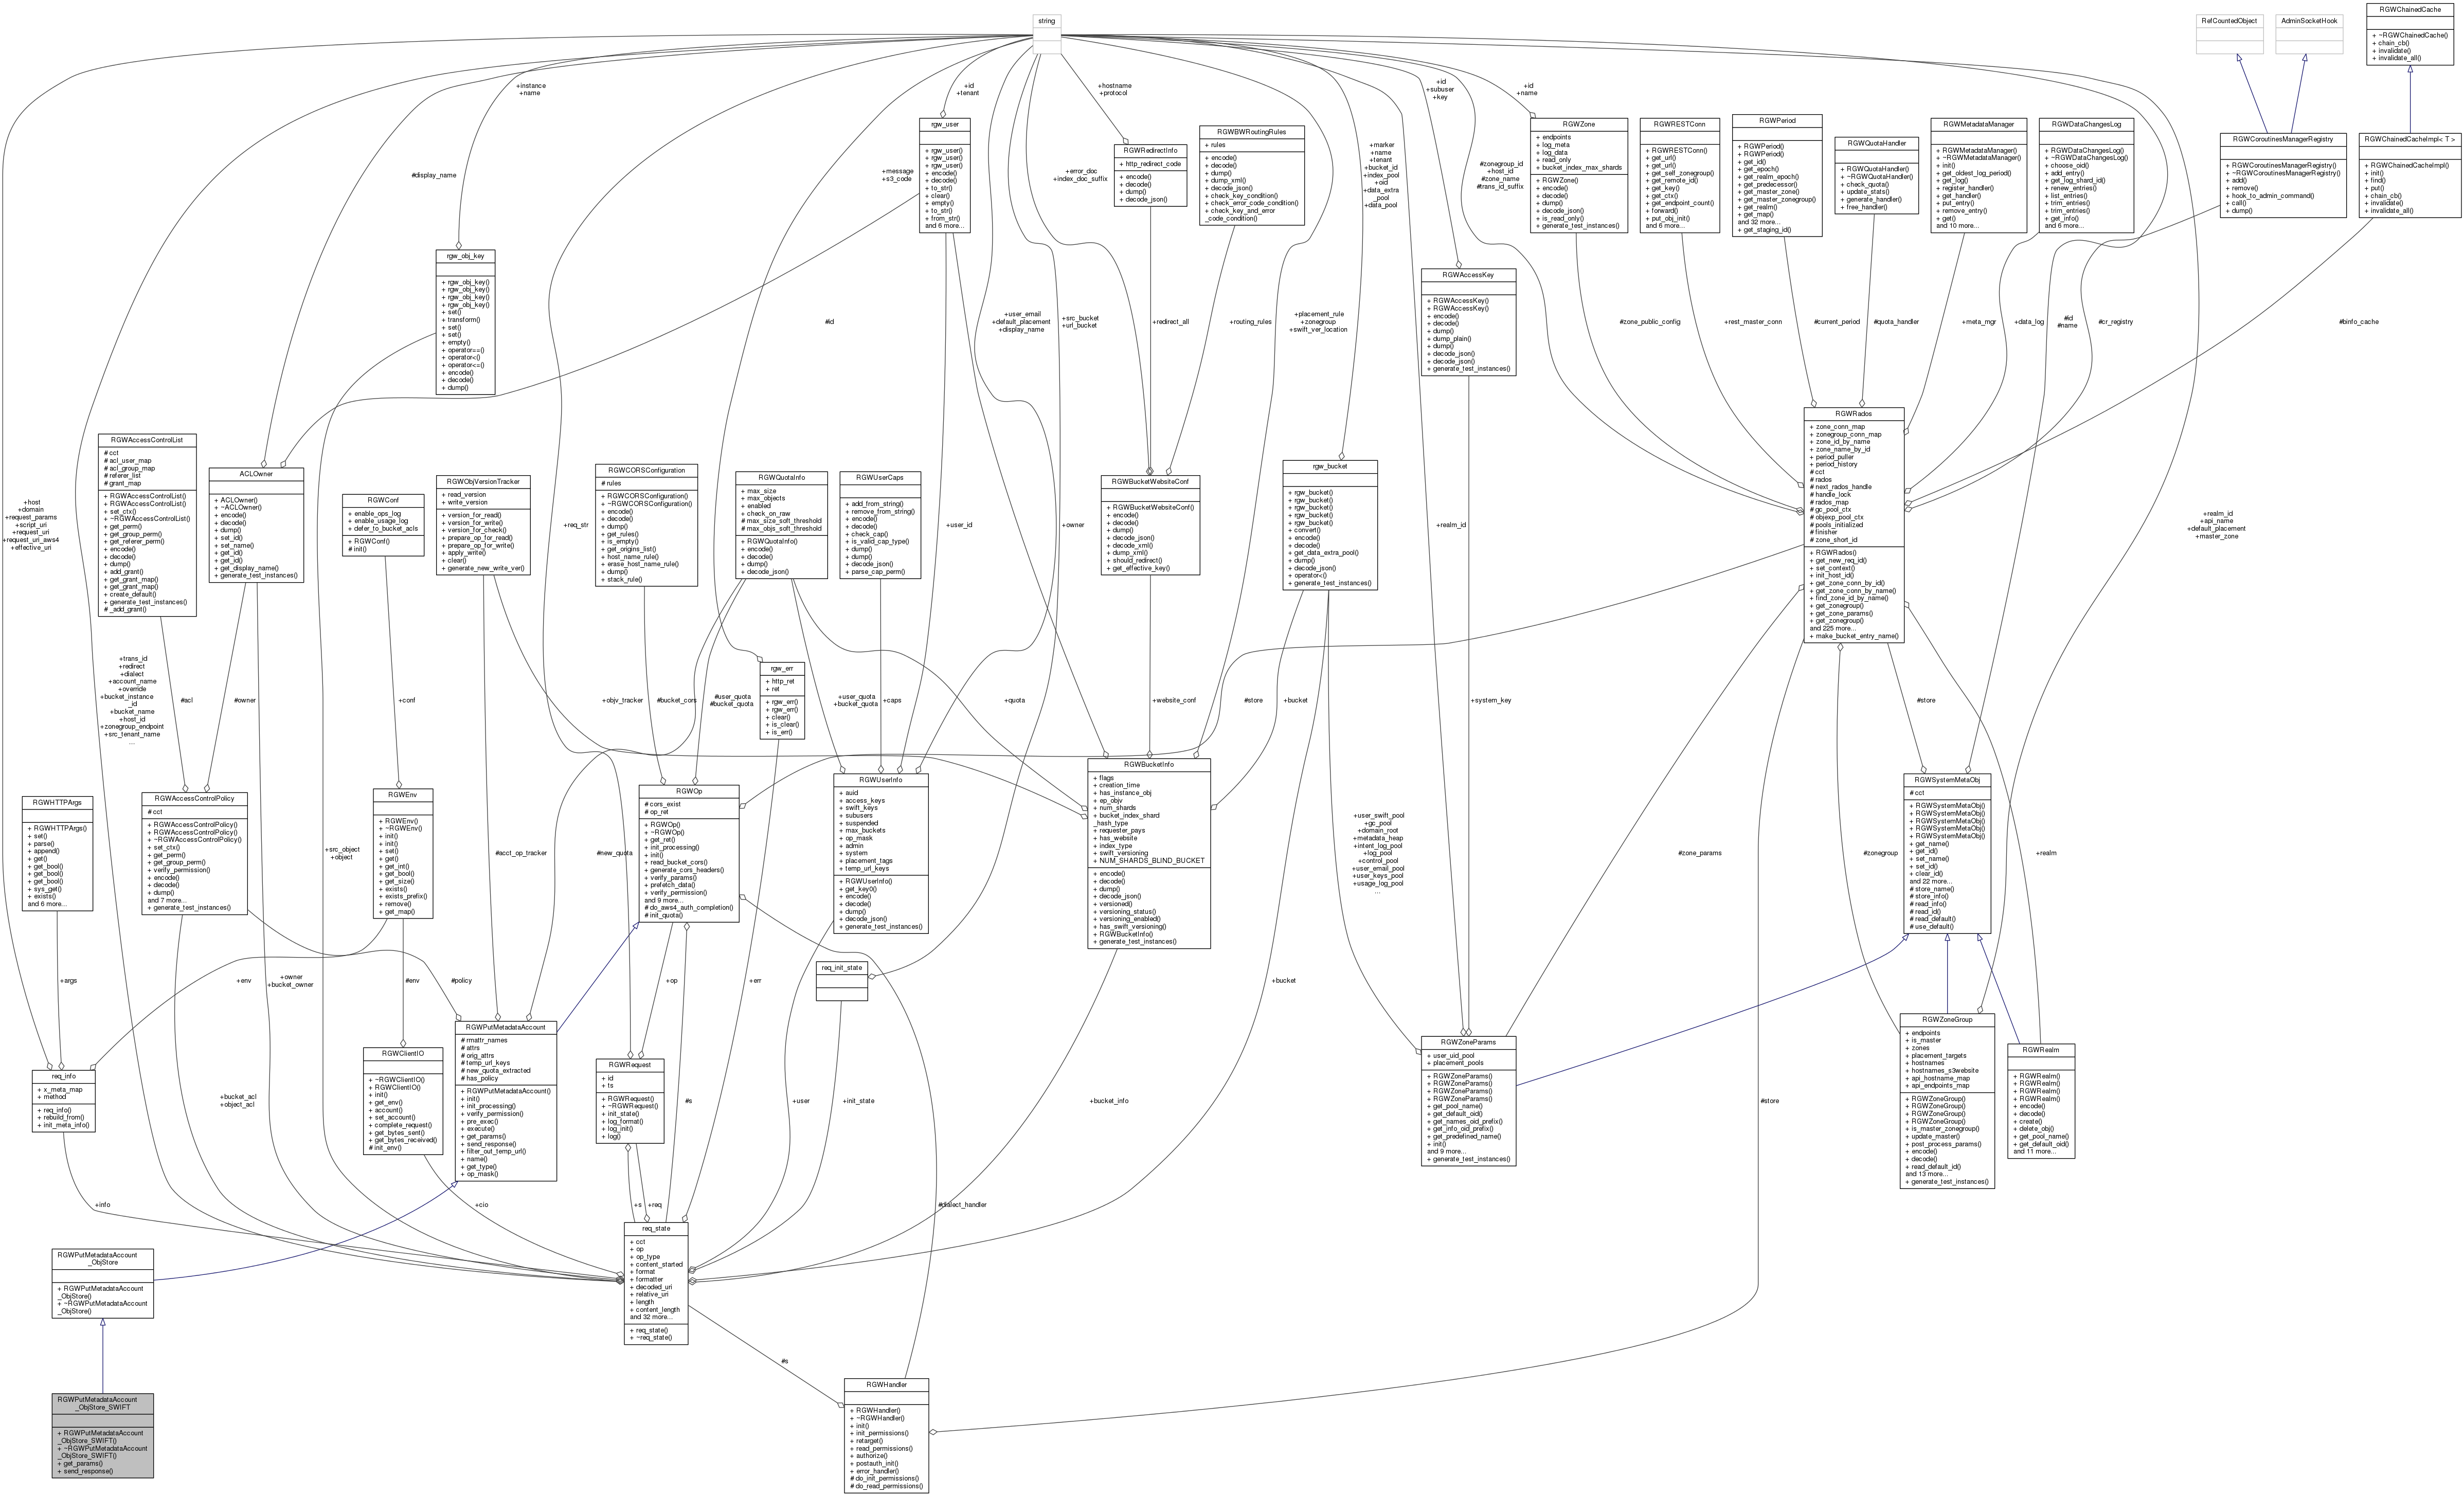 string
RefCountedObject
AdminSocketHook
RGWChainedCache
+ ~RGWChainedCache()
+ chain_cb()
+ invalidate()
+ invalidate_all()
+instance
+name
+id
+tenant
+hostname
+protocol
+id
+subuser
+key
+id
+name
rgw_user
+ rgw_user()
+ rgw_user()
+ rgw_user()
+ encode()
+ decode()
+ to_str()
+ clear()
+ empty()
+ to_str()
+ from_str()
and 6 more...
RGWRedirectInfo
+ http_redirect_code
+ encode()
+ decode()
+ dump()
+ decode_json()
RGWBWRoutingRules
+ rules
+ encode()
+ decode()
+ dump()
+ dump_xml()
+ decode_json()
+ check_key_condition()
+ check_error_code_condition()
+ check_key_and_error
_code_condition()
RGWZone
+ endpoints
+ log_meta
+ log_data
+ read_only
+ bucket_index_max_shards
+ RGWZone()
+ encode()
+ decode()
+ dump()
+ decode_json()
+ is_read_only()
+ generate_test_instances()
RGWRESTConn
+ RGWRESTConn()
+ get_url()
+ get_url()
+ get_self_zonegroup()
+ get_remote_id()
+ get_key()
+ get_ctx()
+ get_endpoint_count()
+ forward()
+ put_obj_init()
and 6 more...
RGWPeriod
+ RGWPeriod()
+ RGWPeriod()
+ get_id()
+ get_epoch()
+ get_realm_epoch()
+ get_predecessor()
+ get_master_zone()
+ get_master_zonegroup()
+ get_realm()
+ get_map()
and 32 more...
+ get_staging_id()
RGWQuotaHandler
+ RGWQuotaHandler()
+ ~RGWQuotaHandler()
+ check_quota()
+ update_stats()
+ generate_handler()
+ free_handler()
RGWMetadataManager
+ RGWMetadataManager()
+ ~RGWMetadataManager()
+ init()
+ get_oldest_log_period()
+ get_log()
+ register_handler()
+ get_handler()
+ put_entry()
+ remove_entry()
+ get()
and 10 more...
RGWDataChangesLog
+ RGWDataChangesLog()
+ ~RGWDataChangesLog()
+ choose_oid()
+ add_entry()
+ get_log_shard_id()
+ renew_entries()
+ list_entries()
+ trim_entries()
+ trim_entries()
+ get_info()
and 6 more...
RGWCoroutinesManagerRegistry
+ RGWCoroutinesManagerRegistry()
+ ~RGWCoroutinesManagerRegistry()
+ add()
+ remove()
+ hook_to_admin_command()
+ call()
+ dump()
RGWChainedCacheImpl< T >
+ RGWChainedCacheImpl()
+ init()
+ find()
+ put()
+ chain_cb()
+ invalidate()
+ invalidate_all()
#display_name
+message
+s3_code
+error_doc
+index_doc_suffix
+marker
+name
+tenant
+bucket_id
+index_pool
+oid
+data_extra
_pool
+data_pool
#zonegroup_id
+host_id
#zone_name
#trans_id_suffix
rgw_obj_key
+ rgw_obj_key()
+ rgw_obj_key()
+ rgw_obj_key()
+ rgw_obj_key()
+ set()
+ transform()
+ set()
+ set()
+ empty()
+ operator==()
+ operator<()
+ operator<=()
+ encode()
+ decode()
+ dump()
RGWAccessKey
+ RGWAccessKey()
+ RGWAccessKey()
+ encode()
+ decode()
+ dump()
+ dump_plain()
+ dump()
+ decode_json()
+ decode_json()
+ generate_test_instances()
#id
+user_email
+default_placement
+display_name
+src_bucket
+url_bucket
+redirect_all
+routing_rules
+placement_rule
+zonegroup
+swift_ver_location
#zone_public_config
+rest_master_conn
#current_period
#quota_handler
+meta_mgr
+data_log
#id
#name
#cr_registry
#binfo_cache
RGWAccessControlList
# cct
# acl_user_map
# acl_group_map
# referer_list
# grant_map
+ RGWAccessControlList()
+ RGWAccessControlList()
+ set_ctx()
+ ~RGWAccessControlList()
+ get_perm()
+ get_group_perm()
+ get_referer_perm()
+ encode()
+ decode()
+ dump()
+ add_grant()
+ get_grant_map()
+ get_grant_map()
+ create_default()
+ generate_test_instances()
# _add_grant()
ACLOwner
+ ACLOwner()
+ ~ACLOwner()
+ encode()
+ decode()
+ dump()
+ set_id()
+ set_name()
+ get_id()
+ get_id()
+ get_display_name()
+ generate_test_instances()
RGWConf
+ enable_ops_log
+ enable_usage_log
+ defer_to_bucket_acls
+ RGWConf()
# init()
RGWObjVersionTracker
+ read_version
+ write_version
+ version_for_read()
+ version_for_write()
+ version_for_check()
+ prepare_op_for_read()
+ prepare_op_for_write()
+ apply_write()
+ clear()
+ generate_new_write_ver()
+req_str
RGWCORSConfiguration
# rules
+ RGWCORSConfiguration()
+ ~RGWCORSConfiguration()
+ encode()
+ decode()
+ dump()
+ get_rules()
+ is_empty()
+ get_origins_list()
+ host_name_rule()
+ erase_host_name_rule()
+ dump()
+ stack_rule()
RGWQuotaInfo
+ max_size
+ max_objects
+ enabled
+ check_on_raw
# max_size_soft_threshold
# max_objs_soft_threshold
+ RGWQuotaInfo()
+ encode()
+ decode()
+ dump()
+ decode_json()
RGWUserCaps
+ add_from_string()
+ remove_from_string()
+ encode()
+ decode()
+ check_cap()
+ is_valid_cap_type()
+ dump()
+ dump()
+ decode_json()
+ parse_cap_perm()
+user_id
+owner
RGWBucketWebsiteConf
+ RGWBucketWebsiteConf()
+ encode()
+ decode()
+ dump()
+ decode_json()
+ decode_xml()
+ dump_xml()
+ should_redirect()
+ get_effective_key()
rgw_bucket
+ rgw_bucket()
+ rgw_bucket()
+ rgw_bucket()
+ rgw_bucket()
+ rgw_bucket()
+ convert()
+ encode()
+ decode()
+ get_data_extra_pool()
+ dump()
+ decode_json()
+ operator<()
+ generate_test_instances()
+realm_id
RGWRados
+ zone_conn_map
+ zonegroup_conn_map
+ zone_id_by_name
+ zone_name_by_id
+ period_puller
+ period_history
# cct
# rados
# next_rados_handle
# handle_lock
# rados_map
# gc_pool_ctx
# objexp_pool_ctx
# pools_initialized
# finisher
# zone_short_id
+ RGWRados()
+ get_new_req_id()
+ set_context()
+ init_host_id()
+ get_zone_conn_by_id()
+ get_zone_conn_by_name()
+ find_zone_id_by_name()
+ get_zonegroup()
+ get_zone_params()
+ get_zonegroup()
and 225 more...
+ make_bucket_entry_name()
+realm_id
+api_name
+default_placement
+master_zone
+host
+domain
+request_params
+script_uri
+request_uri
+request_uri_aws4
+effective_uri
+trans_id
+redirect
+dialect
+account_name
+override
+bucket_instance
_id
+bucket_name
+host_id
+zonegroup_endpoint
+src_tenant_name
...
#acl
#owner
+conf
+objv_tracker
#bucket_cors
#user_quota
#bucket_quota
rgw_err
+ http_ret
+ ret
+ rgw_err()
+ rgw_err()
+ clear()
+ is_clear()
+ is_err()
+user_quota
+bucket_quota
+caps
+quota
+website_conf
#store
+bucket
+system_key
#store
RGWHTTPArgs
+ RGWHTTPArgs()
+ set()
+ parse()
+ append()
+ get()
+ get_bool()
+ get_bool()
+ get_bool()
+ sys_get()
+ exists()
and 6 more...
RGWAccessControlPolicy
# cct
+ RGWAccessControlPolicy()
+ RGWAccessControlPolicy()
+ ~RGWAccessControlPolicy()
+ set_ctx()
+ get_perm()
+ get_group_perm()
+ verify_permission()
+ encode()
+ decode()
+ dump()
and 7 more...
+ generate_test_instances()
+src_object
+object
RGWEnv
+ RGWEnv()
+ ~RGWEnv()
+ init()
+ init()
+ set()
+ get()
+ get_int()
+ get_bool()
+ get_size()
+ exists()
+ exists_prefix()
+ remove()
+ get_map()
#acct_op_tracker
#new_quota
RGWOp
# cors_exist
# op_ret
+ RGWOp()
+ ~RGWOp()
+ get_ret()
+ init_processing()
+ init()
+ read_bucket_cors()
+ generate_cors_headers()
+ verify_params()
+ prefetch_data()
+ verify_permission()
and 9 more...
# do_aws4_auth_completion()
# init_quota()
RGWUserInfo
+ auid
+ access_keys
+ swift_keys
+ subusers
+ suspended
+ max_buckets
+ op_mask
+ admin
+ system
+ placement_tags
+ temp_url_keys
+ RGWUserInfo()
+ get_key0()
+ encode()
+ decode()
+ dump()
+ decode_json()
+ generate_test_instances()
RGWBucketInfo
+ flags
+ creation_time
+ has_instance_obj
+ ep_objv
+ num_shards
+ bucket_index_shard
_hash_type
+ requester_pays
+ has_website
+ index_type
+ swift_versioning
+ NUM_SHARDS_BLIND_BUCKET
+ encode()
+ decode()
+ dump()
+ decode_json()
+ versioned()
+ versioning_status()
+ versioning_enabled()
+ has_swift_versioning()
+ RGWBucketInfo()
+ generate_test_instances()
+user_swift_pool
+gc_pool
+domain_root
+metadata_heap
+intent_log_pool
+log_pool
+control_pool
+user_email_pool
+user_keys_pool
+usage_log_pool
...
#zone_params
#zonegroup
RGWSystemMetaObj
# cct
+ RGWSystemMetaObj()
+ RGWSystemMetaObj()
+ RGWSystemMetaObj()
+ RGWSystemMetaObj()
+ RGWSystemMetaObj()
+ get_name()
+ get_id()
+ set_name()
+ set_id()
+ clear_id()
and 22 more...
# store_name()
# store_info()
# read_info()
# read_id()
# read_default()
# use_default()
+realm
+args
+owner
+bucket_owner
+env
#env
#policy
+op
+err
req_init_state
+bucket
req_info
+ x_meta_map
+ method
+ req_info()
+ rebuild_from()
+ init_meta_info()
+bucket_acl
+object_acl
RGWClientIO
+ ~RGWClientIO()
+ RGWClientIO()
+ init()
+ get_env()
+ account()
+ set_account()
+ complete_request()
+ get_bytes_sent()
+ get_bytes_received()
# init_env()
RGWPutMetadataAccount
# rmattr_names
# attrs
# orig_attrs
# temp_url_keys
# new_quota_extracted
# has_policy
+ RGWPutMetadataAccount()
+ init()
+ init_processing()
+ verify_permission()
+ pre_exec()
+ execute()
+ get_params()
+ send_response()
+ filter_out_temp_url()
+ name()
+ get_type()
+ op_mask()
RGWRequest
+ id
+ ts
+ RGWRequest()
+ ~RGWRequest()
+ init_state()
+ log_format()
+ log_init()
+ log()
#s
+user
+init_state
+bucket_info
RGWZoneParams
+ user_uid_pool
+ placement_pools
+ RGWZoneParams()
+ RGWZoneParams()
+ RGWZoneParams()
+ RGWZoneParams()
+ get_pool_name()
+ get_default_oid()
+ get_names_oid_prefix()
+ get_info_oid_prefix()
+ get_predefined_name()
+ init()
and 9 more...
+ generate_test_instances()
#store
RGWZoneGroup
+ endpoints
+ is_master
+ zones
+ placement_targets
+ hostnames
+ hostnames_s3website
+ api_hostname_map
+ api_endpoints_map
+ RGWZoneGroup()
+ RGWZoneGroup()
+ RGWZoneGroup()
+ RGWZoneGroup()
+ is_master_zonegroup()
+ update_master()
+ post_process_params()
+ encode()
+ decode()
+ read_default_id()
and 13 more...
+ generate_test_instances()
RGWRealm
+ RGWRealm()
+ RGWRealm()
+ RGWRealm()
+ RGWRealm()
+ encode()
+ decode()
+ create()
+ delete_obj()
+ get_pool_name()
+ get_default_oid()
and 11 more...
+info
+cio
+s
+req
#dialect_handler
RGWPutMetadataAccount
_ObjStore
+ RGWPutMetadataAccount
_ObjStore()
+ ~RGWPutMetadataAccount
_ObjStore()
req_state
+ cct
+ op
+ op_type
+ content_started
+ format
+ formatter
+ decoded_uri
+ relative_uri
+ length
+ content_length
and 32 more...
+ req_state()
+ ~req_state()
#s
RGWPutMetadataAccount
_ObjStore_SWIFT
+ RGWPutMetadataAccount
_ObjStore_SWIFT()
+ ~RGWPutMetadataAccount
_ObjStore_SWIFT()
+ get_params()
+ send_response()
RGWHandler
+ RGWHandler()
+ ~RGWHandler()
+ init()
+ init_permissions()
+ retarget()
+ read_permissions()
+ authorize()
+ postauth_init()
+ error_handler()
# do_init_permissions()
# do_read_permissions()